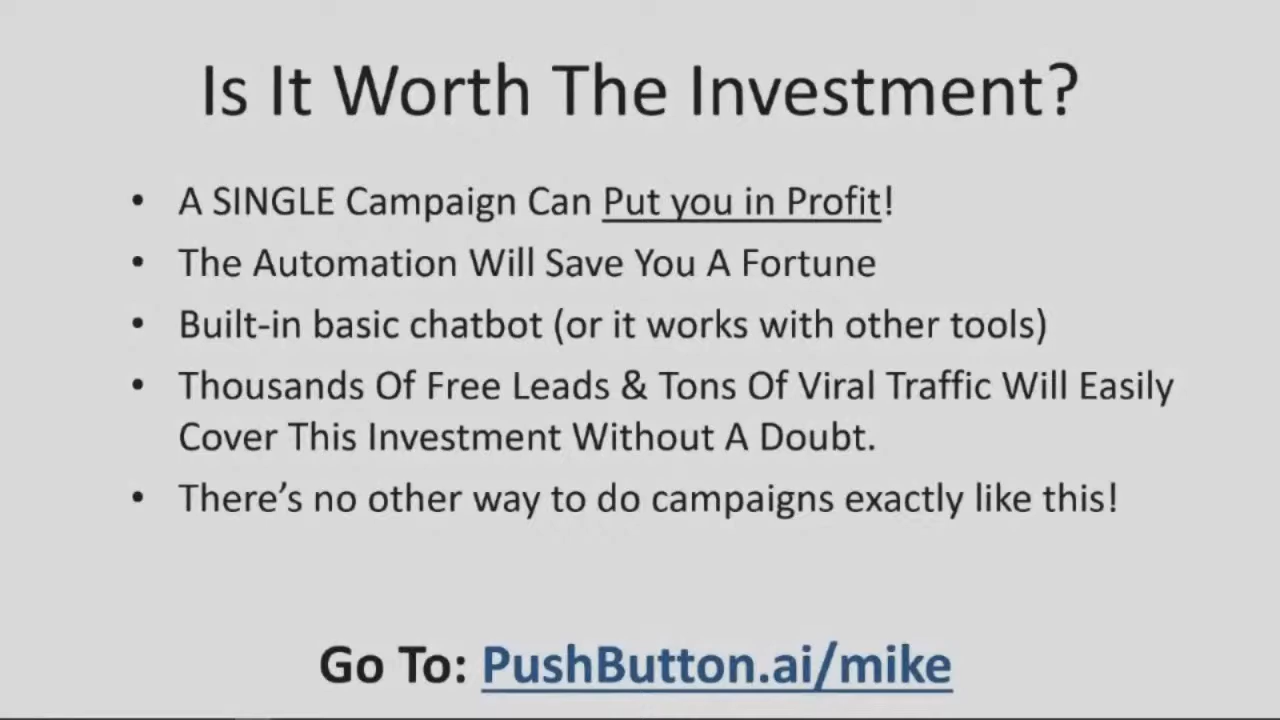 Is It Worth The Investment?
• A SINGLE Campaign Can Put you in Profit!
• The Automation Will Save You A Fortune
• Built-in basic chatbot (or it works with other tools)
• Thousands Of Free Leads & Tons Of Viral Traffic Will Easily
Cover This Investment Without A Doubt.
• There’s no other way to do campaigns exactly like this!
Go To: PushButton.ai/mike